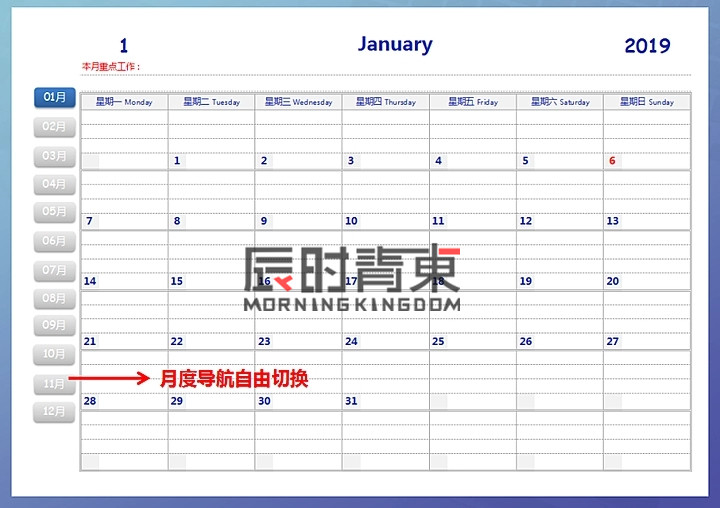 1 January 2019
本月重点工作：
01月
02月
03月
04月
05月
06月
07月
08月
09月
10月
11月
12月
星期一 Monday 星期二 Tuesday 星期三 Wednesday 星期四 Thursday 星期五 Friday 星期六 Saturday 星期日 Sunday
1 2 3 4 5 6
7 8 9 10 11 12 13
14 15 16 17 18 19 20
21 22 23 24 25 26 27
28 29 30 31
辰时青東
MORNINGKINGDOM
月度导航自由切换